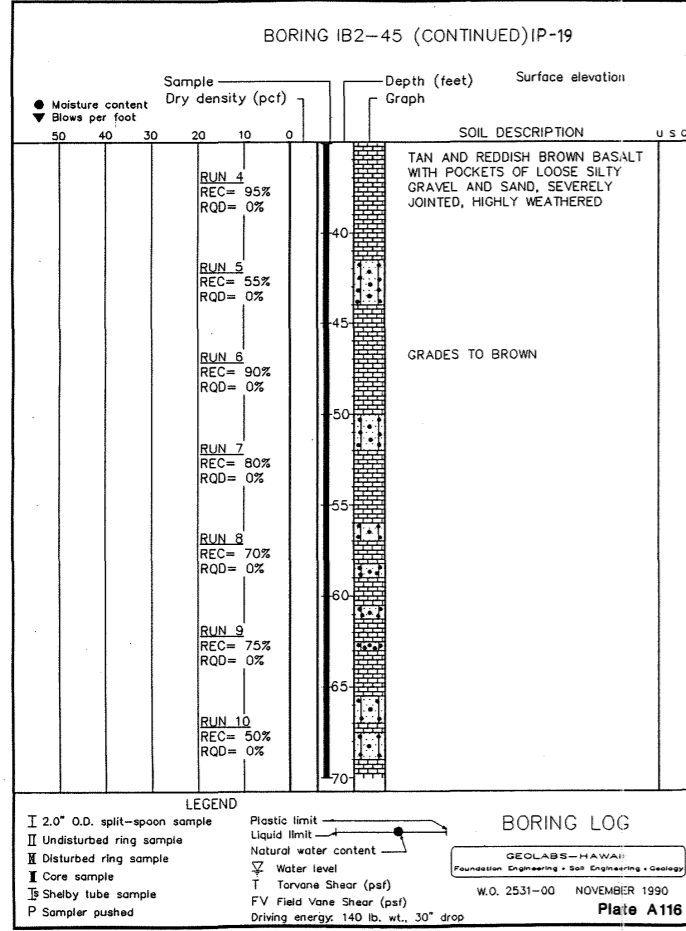 BORING IB2-45 (CONTINUED)IP-19
Sample
Depth (feet)
Surface elevation
Moisture content
Dry density (pcf)
Graph
Blows per foot
50 40 30 20 10 0
SOIL DESCRIPTION
U S C
TAN AND REDDISH BROWN BASALT
WITH POCKETS OF LOOSE SILTY
GRAVEL AND SAND, SEVERELY
JOINTED, HIGHLY WEATHERED
RUN 4
REC= 95%
RQD= 0%
40
RUN 5
REC= 55%
RQD= 0%
45
RUN 6
REC= 90%
RQD= 0%
GRADES TO BROWN
50
RUN 7
REC= 80%
RQD= 0%
55
RUN 8
REC= 70%
RQD= 0%
60
RUN 9
REC= 75%
RQD= 0%
65
RUN 10
REC= 50%
RQD= 0%
70
LEGEND
2.0" O.D. split-spoon sample
Undisturbed ring sample
Disturbed ring sample
Core sample
Shelby tube sample
P Sampler pushed
Plastic limit
Liquid limit
Natural water content
Water level
T Torvane Shear (psf)
FV Field Vane Shear (psf)
Driving energy: 140 lb. wt., 30" drop
BORING LOG
GEOLABS-HAWAII
Foundation Engineering • Soil Engineering • Geology
W.O. 2531-00 NOVEMBER 1990
Plate A116